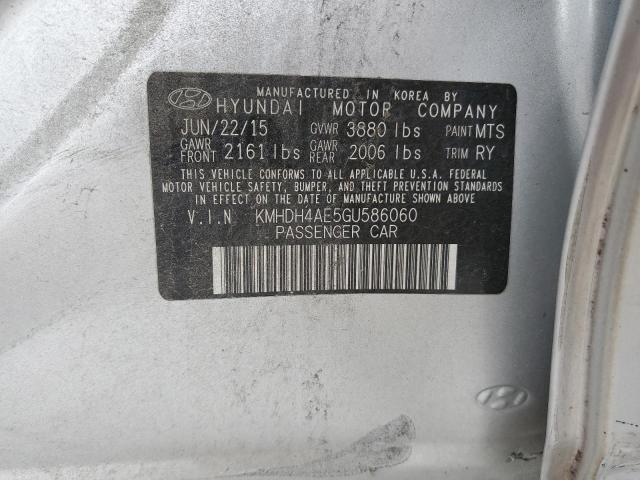 MANUFACTURED IN KOREA BY
HYUNDAI MOTOR COMPANY
JUN/22/15 GVWR 3880 lbs PAINT MTS
GAWR FRONT 2161 lbs GAWR REAR 2006 lbs TRIM RY
THIS VEHICLE CONFORMS TO ALL APPLICABLE U.S.A. FEDERAL
MOTOR VEHICLE SAFETY, BUMPER, AND THEFT PREVENTION STANDARDS
IN EFFECT ON THE DATE OF MANUFACTURE SHOWN ABOVE.
V.I.N KMHDH4AE5GU586060
PASSENGER CAR